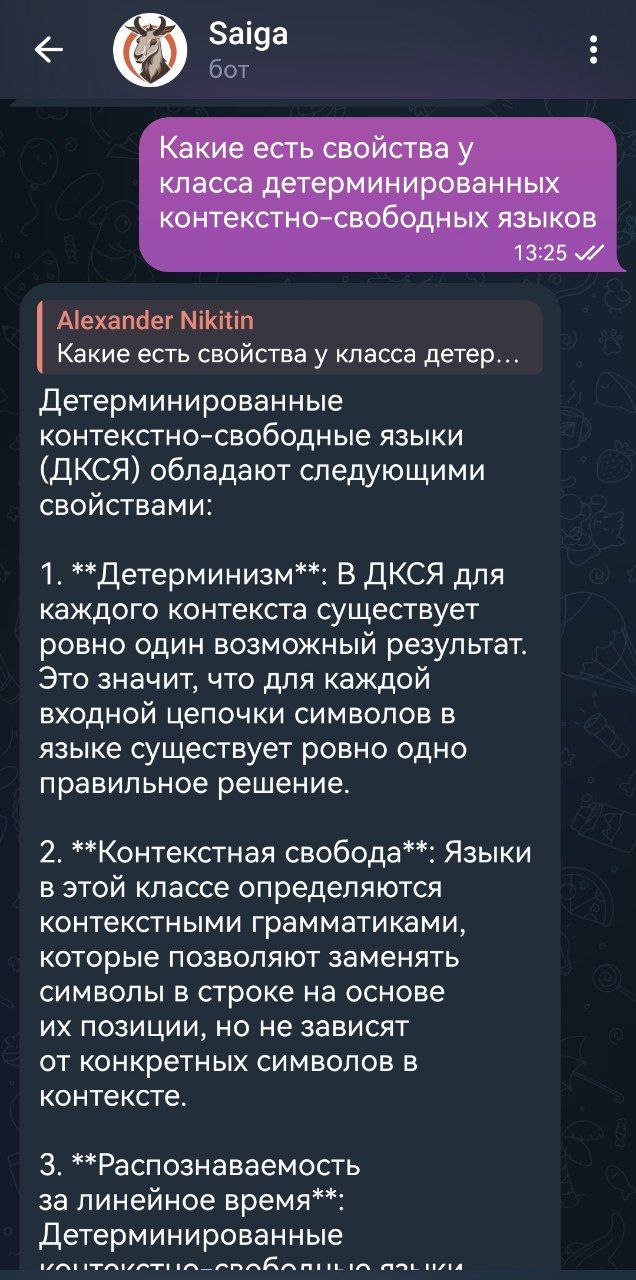 Saiga
бот
Какие есть свойства у
класса детерминированных
контекстно-свободных языков
13:25
Alexander Nikitin
Какие есть свойства у класса детер...
Детерминированные
контекстно-свободные языки
(ДКСЯ) обладают следующими
свойствами:
1. **Детерминизм**: В ДКСЯ для
каждого контекста существует
ровно один возможный результат.
Это значит, что для каждой
входной цепочки символов в
языке существует ровно одно
правильное решение.
2. **Контекстная свобода**: Языки
в этой классе определяются
контекстными грамматиками,
которые позволяют заменять
символы в строке на основе
их позиции, но не зависят
от конкретных символов в
контексте.
3. **Распознаваемость
за линейное время**:
Детерминированные
контекстно-свободные языки